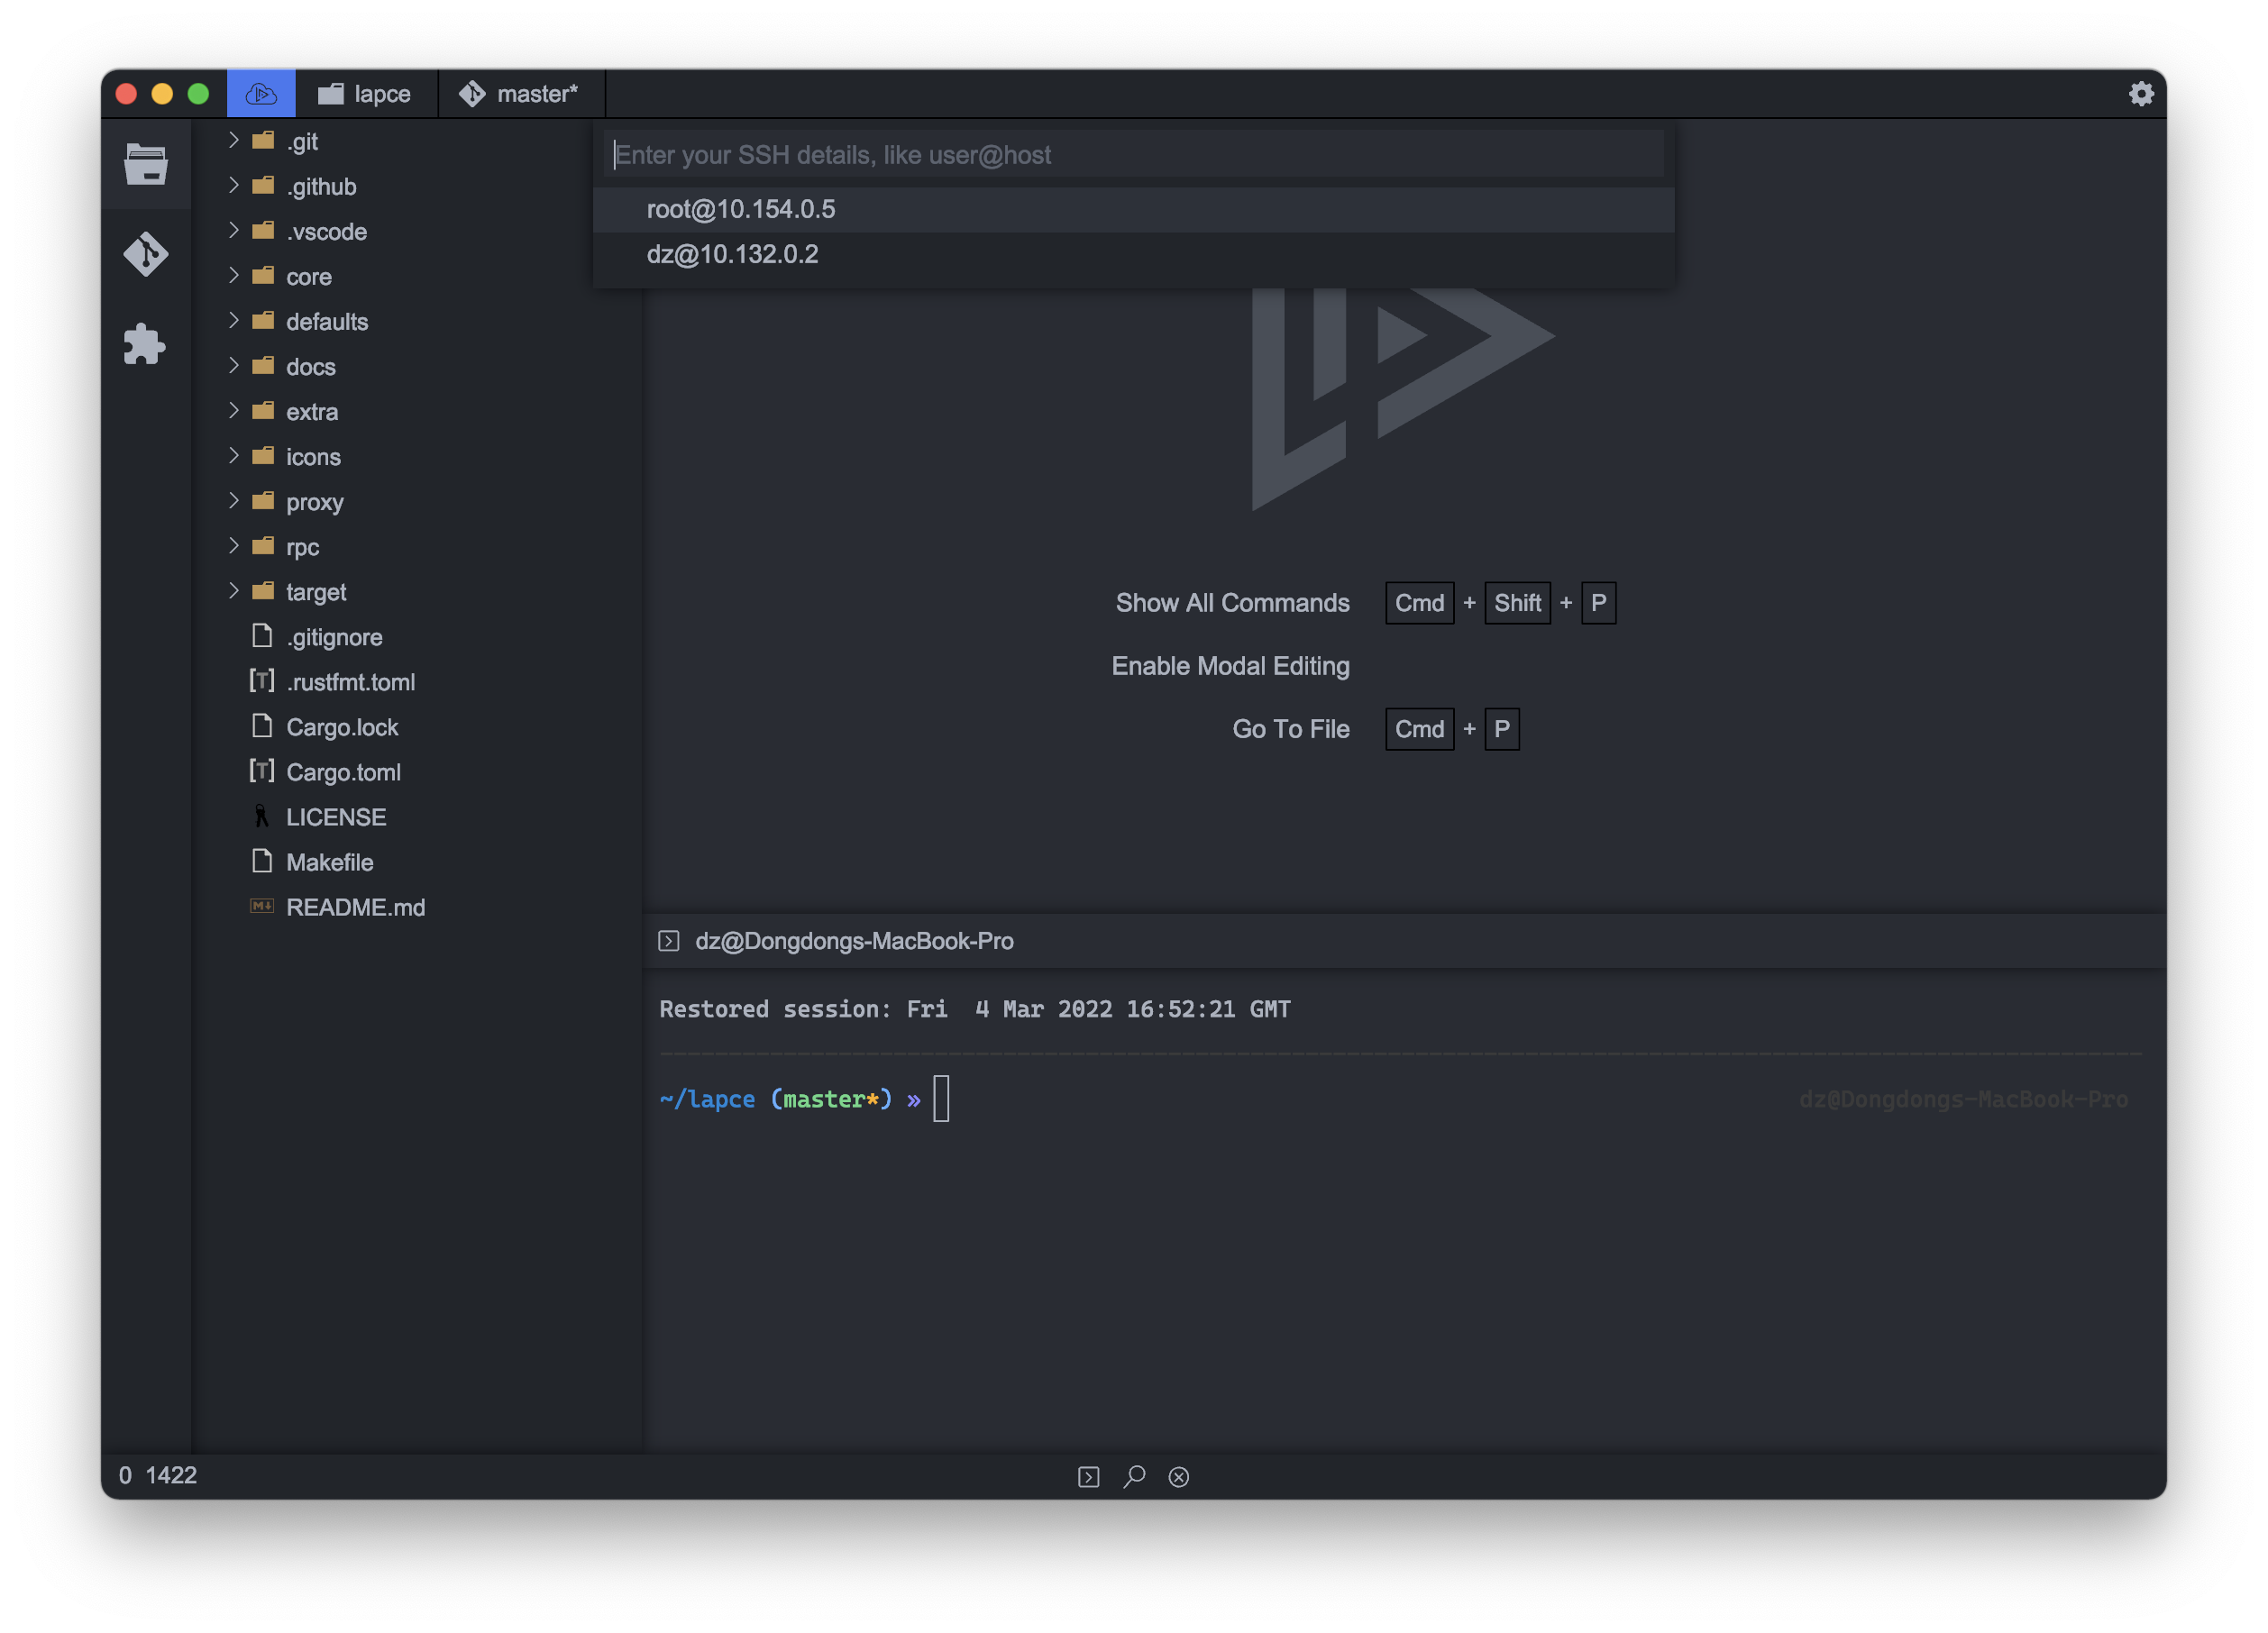 lapce
master*
Enter your SSH details, like user@host
root@10.154.0.5
dz@10.132.0.2
.git
.github
.vscode
core
defaults
docs
extra
icons
proxy
rpc
target
.gitignore
[T] .rustfmt.toml
Cargo.lock
[T] Cargo.toml
LICENSE
Makefile
M↓ README.md
Show All Commands Cmd + Shift + P
Enable Modal Editing
Go To File Cmd + P
dz@Dongdongs-MacBook-Pro
Restored session: Fri  4 Mar 2022 16:52:21 GMT
~/lapce (master*) » dz@Dongdongs-MacBook-Pro
0 1422